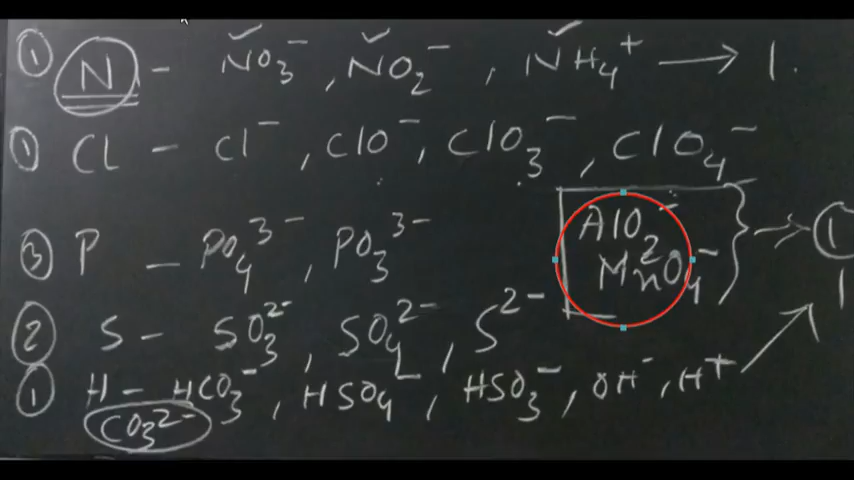 ① N - NO₃⁻, NO₂⁻, NH₄⁺ → 1.
① Cl - Cl⁻, ClO⁻, ClO₃⁻, ClO₄⁻
③ P - PO₄³⁻, PO₃³⁻
AlO₂⁻
MnO₄⁻ } → ①
1
② S - SO₃²⁻, SO₄²⁻, S²⁻
① H - HCO₃⁻, HSO₄⁻, HSO₃⁻, OH⁻, H⁺
CO₃²⁻